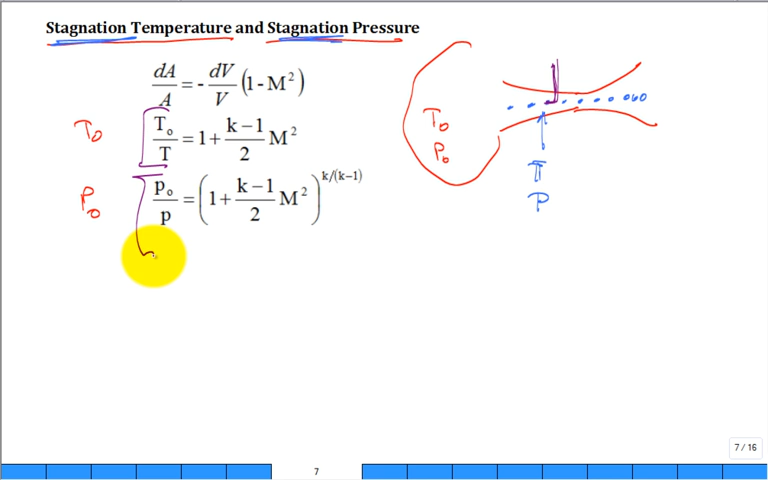 Stagnation Temperature and Stagnation Pressure
dA/A = - dV/V (1 - M²)
T₀ T₀/T = 1 + (k−1)/2 M²
P₀ p₀/p = (1 + (k−1)/2 M²)^(k/(k−1))
T₀
P₀
T
P
7
7 / 16